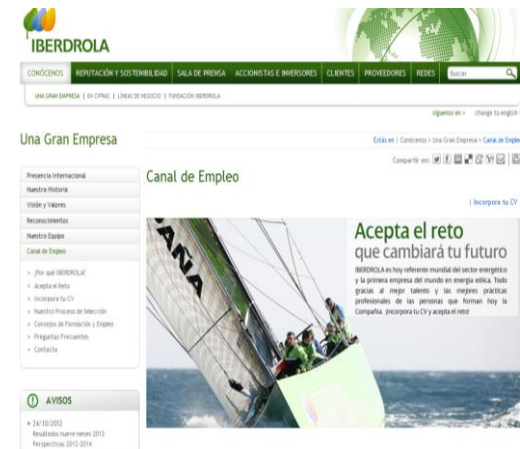 IBERDROLA
CONÓCENOS REPUTACIÓN Y SOSTENIBILIDAD SALA DE PRENSA ACCIONISTAS E INVERSORES CLIENTES PROVEEDORES REDES Buscar
UNA GRAN EMPRESA | EN CIFRAS | LÍNEAS DE NEGOCIO | FUNDACIÓN IBERDROLA
síguenos en change to english
Una Gran Empresa
Estás en | Conócenos > Una Gran Empresa > Canal de Empleo
Compartir en:
Presencia Internacional
Nuestra Historia
Visión y Valores
Reconocimientos
Nuestro Equipo
Canal de Empleo
¿Por qué IBERDROLA?
Acepta el Reto
Incorpora tu CV
Nuestro Proceso de Selección
Consejos de Formación y Empleo
Preguntas Frecuentes
Contacta
Canal de Empleo
| Incorpora tu CV
AÑA
Acepta el reto
que cambiará tu futuro
IBERDROLA es hoy referente mundial del sector energético
y la primera empresa del mundo en energía eólica. Todo
gracias al mejor talento y las mejores prácticas
profesionales de las personas que forman hoy la
Compañía. ¡Incorpora tu CV y acepta el reto!
AVISOS
24/10/2012
Resultados nueve meses 2012
Perspectivas 2012-2014